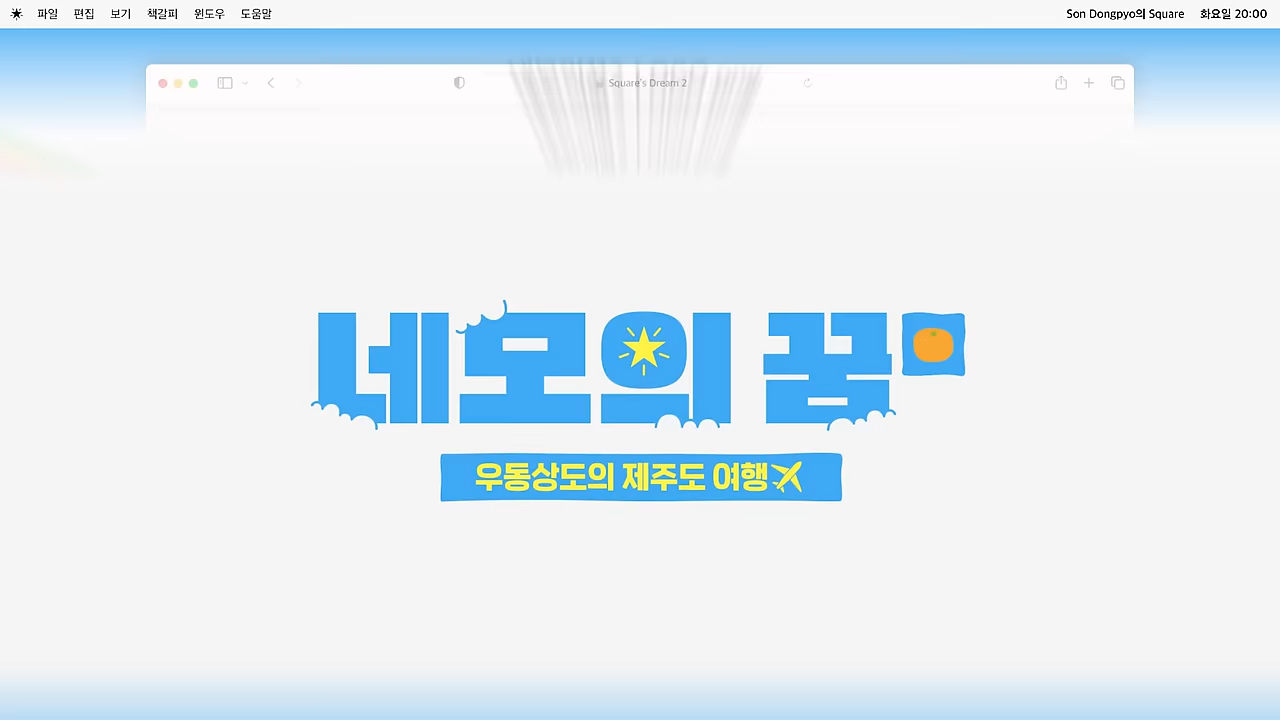 파일 편집 보기 책갈피 윈도우 도움말 Son Dongpyo의 Square 화요일 20:00
Square's Dream 2
네모의 꿈
우동상도의 제주도 여행